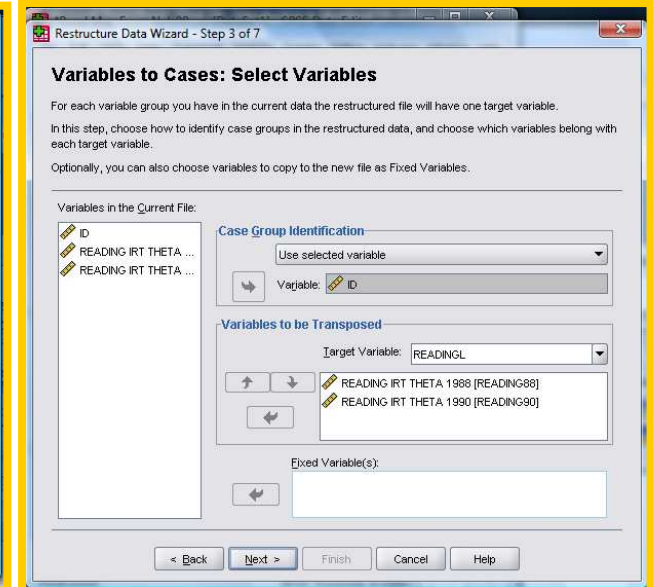 Restructure Data Wizard - Step 3 of 7
Variables to Cases: Select Variables
For each variable group you have in the current data the restructured file will have one target variable.
In this step, choose how to identify case groups in the restructured data, and choose which variables belong with
each target variable.
Optionally, you can also choose variables to copy to the new file as Fixed Variables.
Variables in the Current File:
ID
READING IRT THETA ...
READING IRT THETA ...
Case Group Identification
Use selected variable
Variable: ID
Variables to be Transposed
Target Variable: READINGL
READING IRT THETA 1988 [READING88]
READING IRT THETA 1990 [READING90]
Fixed Variable(s):
< Back Next > Finish Cancel Help